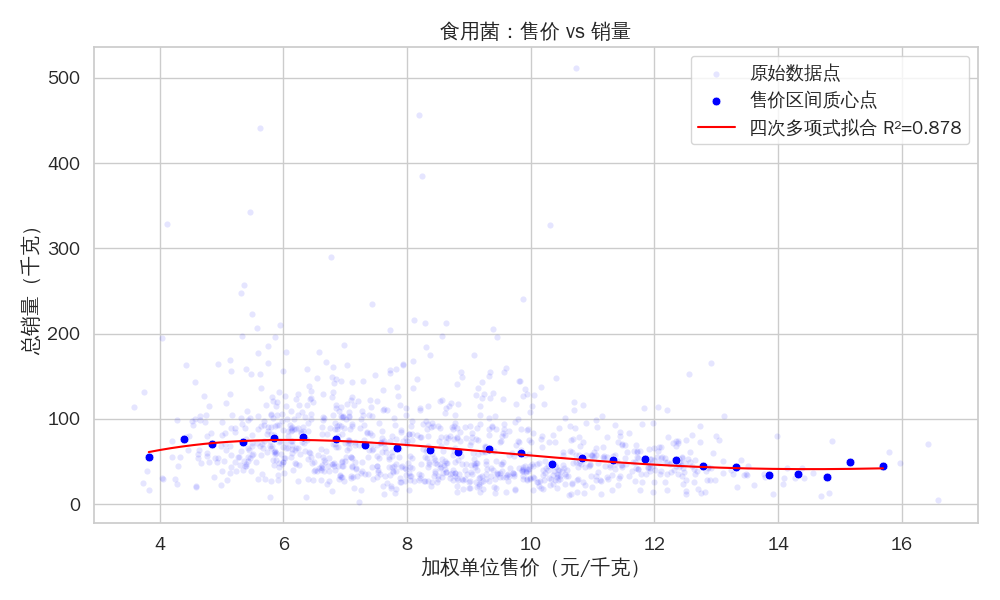 食用菌：售价 vs 销量
原始数据点
售价区间质心点
四次多项式拟合 R²=0.878
总销量（千克）
500
400
300
200
100
0
4 6 8 10 12 14 16
加权单位售价（元/千克）